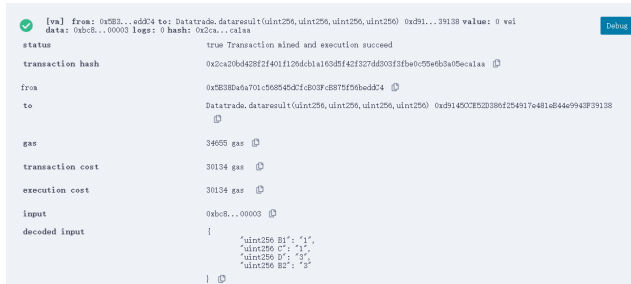 [vm] from: 0x5B3...eddC4 to: Datatrade.dataresult(uint256,uint256,uint256,uint256) 0xd91...39138 value: 0 wei
data: 0xbc8...00003 logs: 0 hash: 0x2ca...ca1aa
Debug
status true Transaction mined and execution succeed
transaction hash 0x2ca20bd428f2f401f126dcb1a163d5f42f327dd303f3fbe0c55e6b3a05eca1aa
from 0x5B38Da6a701c568545dCfcB03FcB875f56beddC4
to Datatrade.dataresult(uint256,uint256,uint256,uint256) 0xd9145CCE52D386f254917e481eB44e9943F39138
gas 34655 gas
transaction cost 30134 gas
execution cost 30134 gas
input 0xbc8...00003
decoded input {
"uint256 B1": "1",
"uint256 C": "1",
"uint256 D": "3",
"uint256 B2": "3"
}